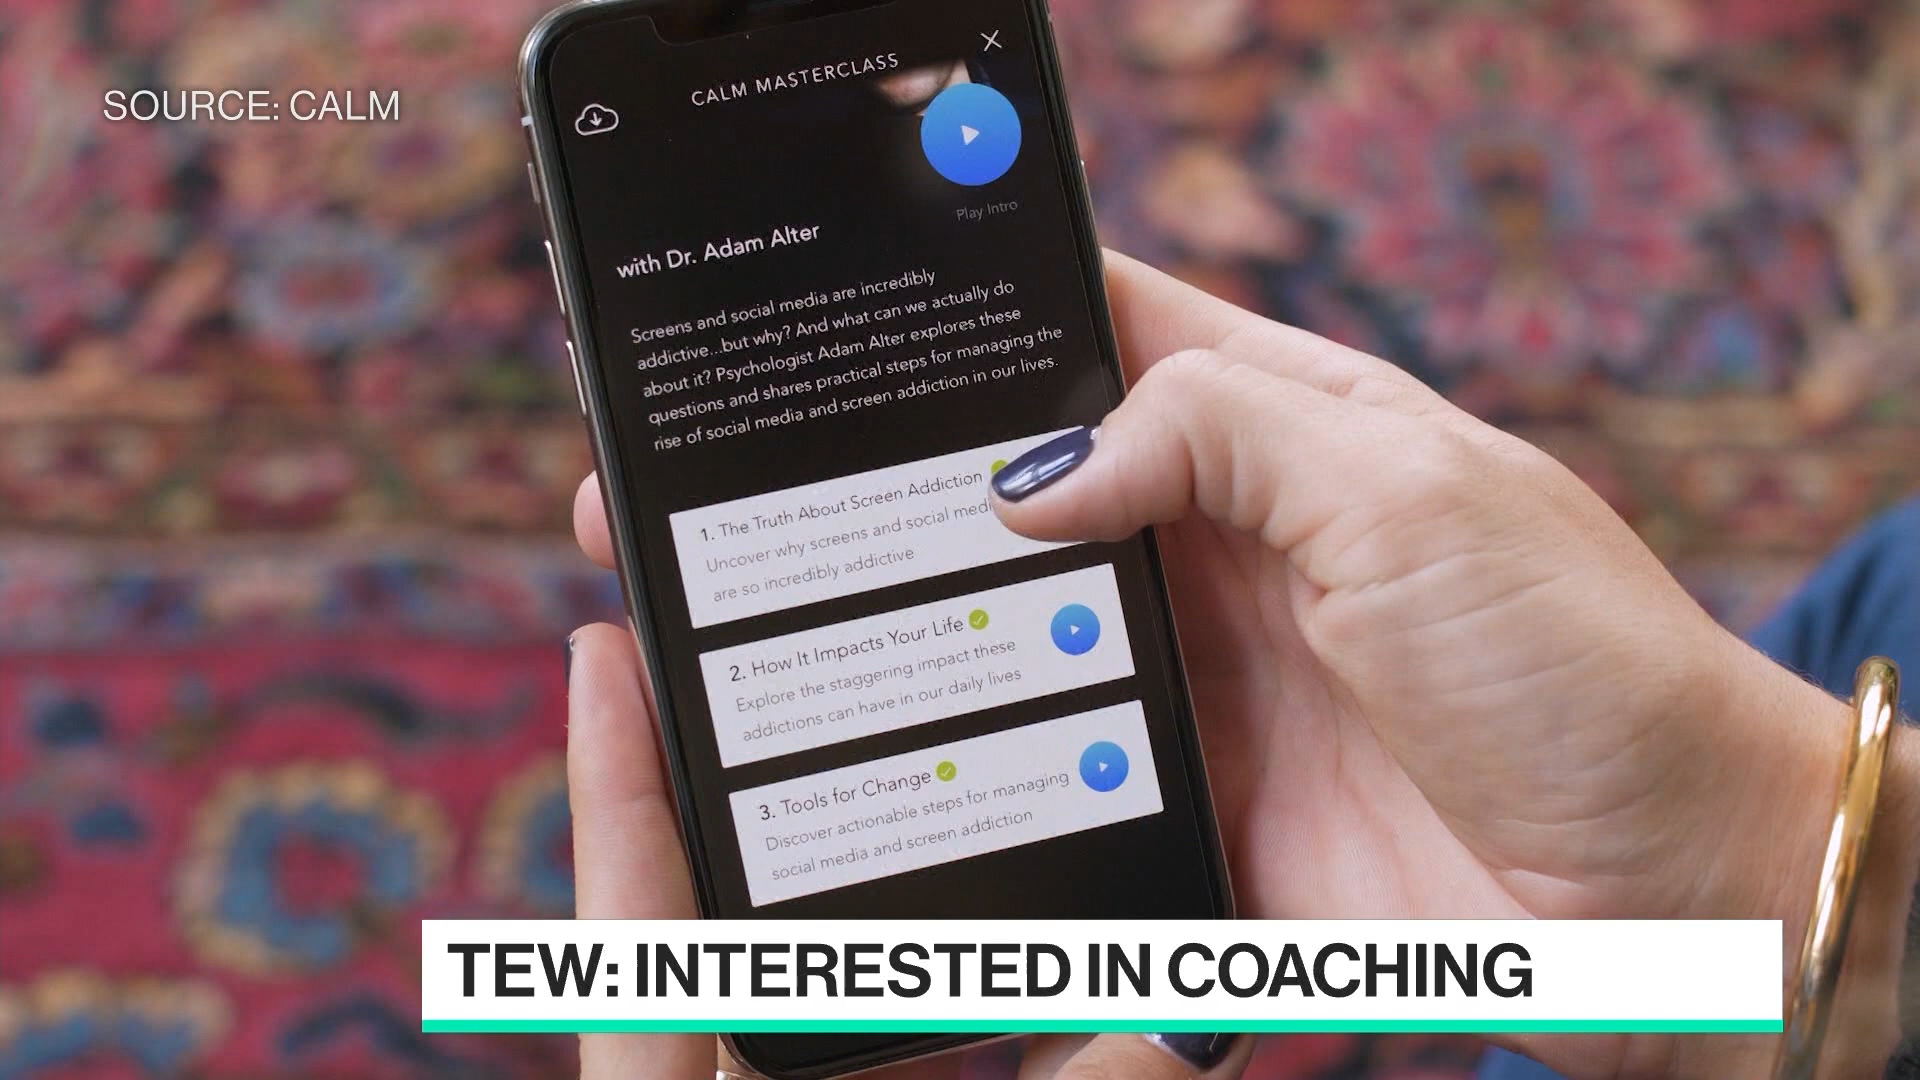 SOURCE: CALM
CALM MASTERCLASS
Play Intro
with Dr. Adam Alter
Screens and social media are incredibly
addictive...but why? And what can we actually do
about it? Psychologist Adam Alter explores these
questions and shares practical steps for managing the
rise of social media and screen addiction in our lives.
1. The Truth About Screen Addiction
Uncover why screens and social
are so incredibly addictive
2. How It Impacts Your Life
Explore the staggering impact these
addictions can have in our daily lives
3. Tools for Change
Discover actionable steps for managing
social media and screen addiction
TEW: INTERESTED IN COACHING